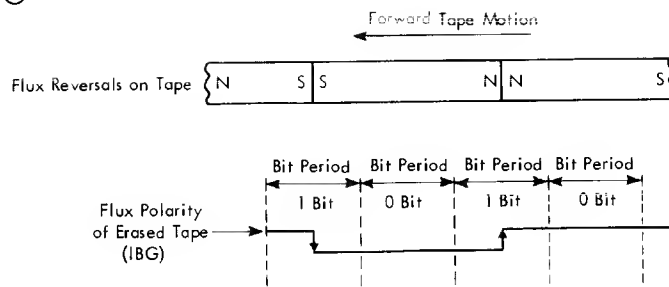 Forward Tape Motion
Flux Reversals on Tape N S S N N S
Bit Period Bit Period Bit Period Bit Period
1 Bit 0 Bit 1 Bit 0 Bit
Flux Polarity
of Erased Tape
(IBG)